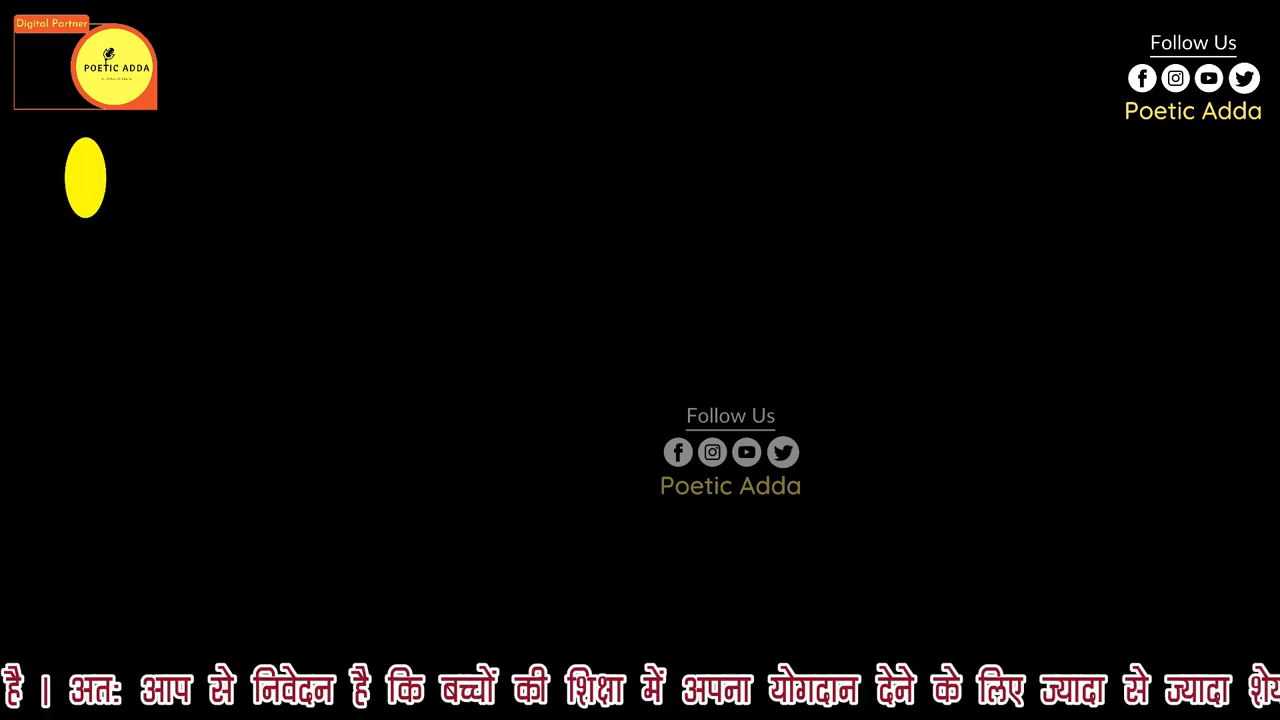 Digital Partner
POETIC ADDA
Follow Us
Poetic Adda
Follow Us
Poetic Adda
है | अतः आप से निवेदन है कि बच्चों की शिक्षा में अपना योगदान देने के लिए ज्यादा से ज्यादा